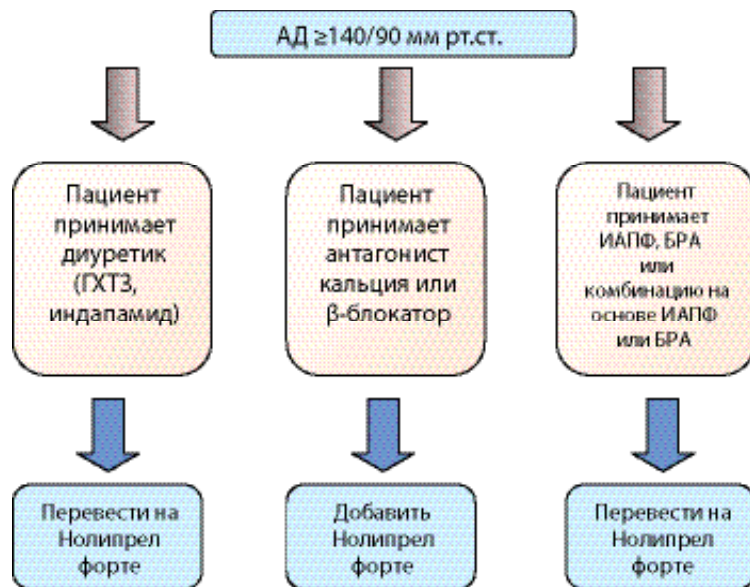 АД ≥140/90 мм рт.ст.
Пациент
принимает
диуретик
(ГХТЗ,
индапамид)
Пациент
принимает
антагонист
кальция или
β-блокатор
Пациент
принимает
ИАПФ, БРА
или
комбинацию на
основе ИАПФ
или БРА
Перевести на
Нолипрел
форте
Добавить
Нолипрел
форте
Перевести на
Нолипрел
форте